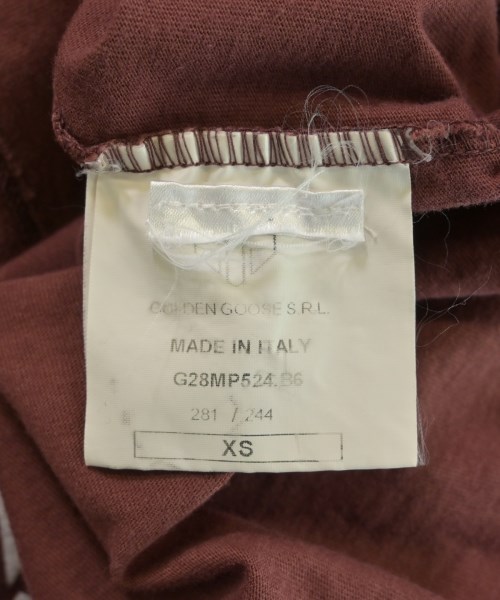 GOLDEN GOOSE S.R.L.
MADE IN ITALY
G28MP524.B6
281 / 244
XS